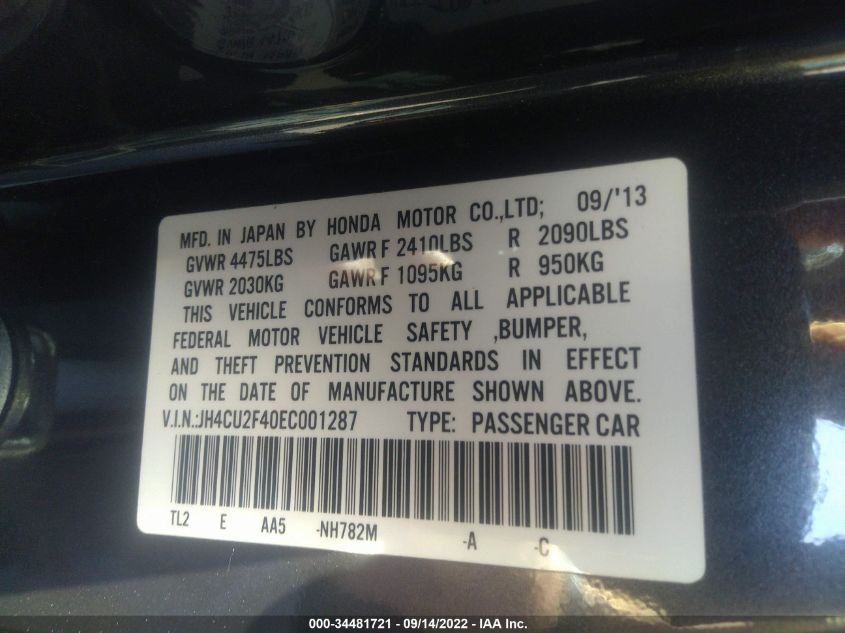 MFD. IN JAPAN BY HONDA MOTOR CO.,LTD; 09/'13
GVWR 4475LBS GAWR F 2410LBS R 2090LBS
GVWR 2030KG GAWR F 1095KG R 950KG
THIS VEHICLE CONFORMS TO ALL APPLICABLE
FEDERAL MOTOR VEHICLE SAFETY ,BUMPER,
AND THEFT PREVENTION STANDARDS IN EFFECT
ON THE DATE OF MANUFACTURE SHOWN ABOVE.
V.I.N.:JH4CU2F40EC001287 TYPE: PASSENGER CAR
TL2 E AA5 -NH782M -A -C
000-34481721 - 09/14/2022 - IAA Inc.